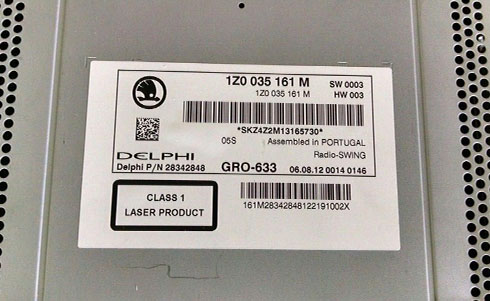 1Z0 035 161 M SW 0003
1Z0 035 161 M HW 003
*SKZ4Z2M13165730*
05S Assembled in PORTUGAL
Radio-SWING
DELPHI
Delphi P/N 28342848 GRO-633 06.08.12 0014 0146
CLASS 1
LASER PRODUCT
161M28342848122191002X